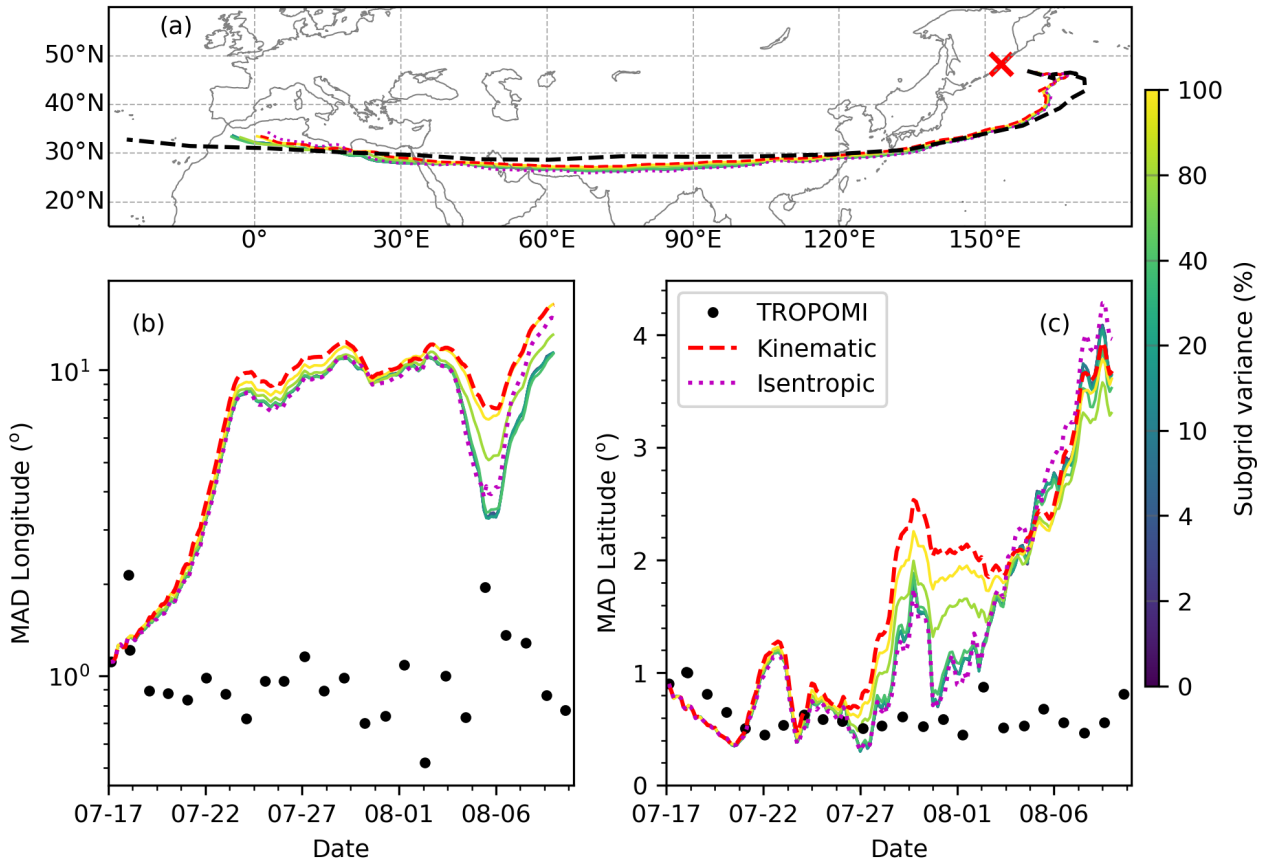 (a)
50°N
40°N
30°N
20°N
0°
30°E
60°E
90°E
120°E
150°E
100
80
40
20
10
4
2
0
Subgrid variance (%)
(b)
10¹
10⁰
MAD Longitude (°)
07-17
07-22
07-27
08-01
08-06
Date
(c)
TROPOMI
Kinematic
Isentropic
4
3
2
1
0
MAD Latitude (°)
07-17
07-22
07-27
08-01
08-06
Date